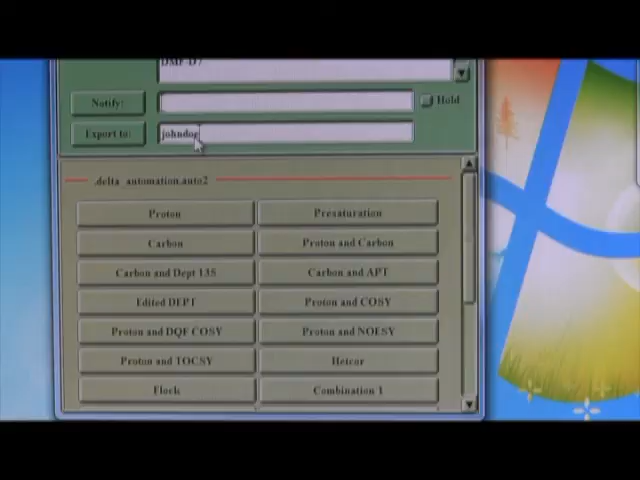 DMF-D7
Notify:
Hold
Export to: johndoe
.delta_automation.auto2
Proton Presaturation
Carbon Proton and Carbon
Carbon and Dept 135 Carbon and APT
Edited DEPT Proton and COSY
Proton and DQF COSY Proton and NOESY
Proton and TOCSY Hetcor
Flock Combination 1